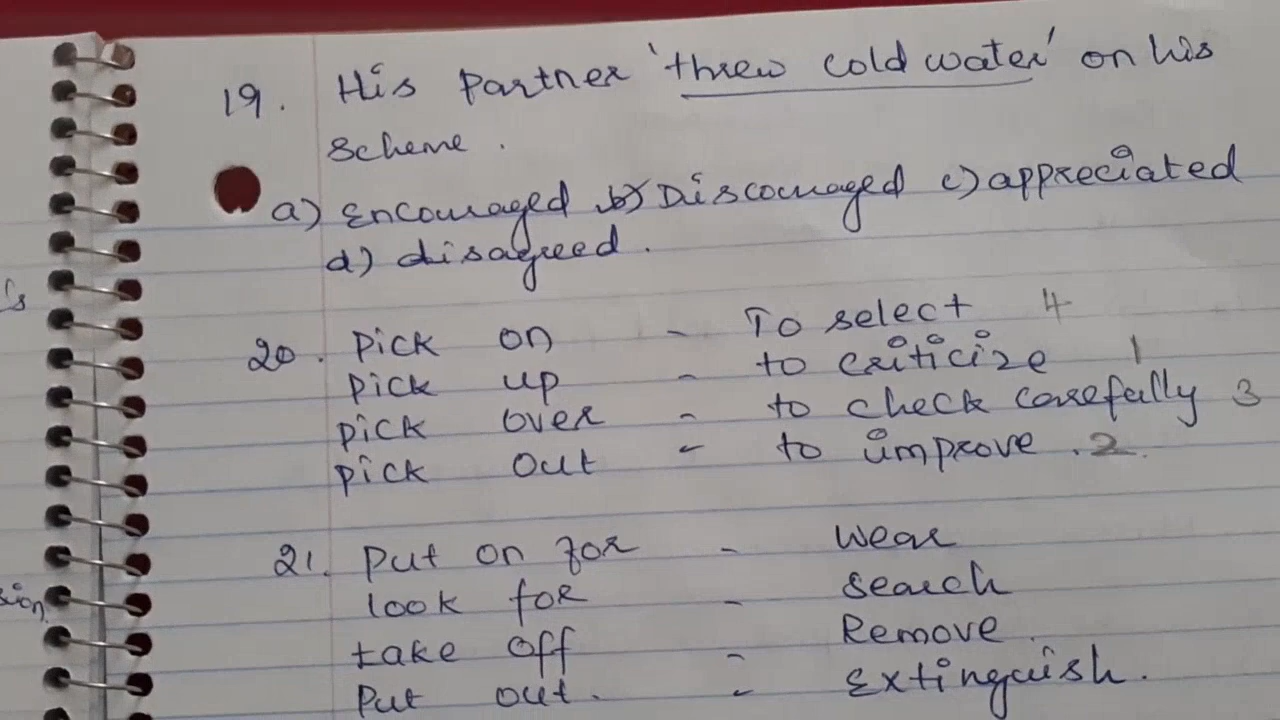 19. His Partner 'threw cold water' on his
scheme.
a) Encouraged b) Discouraged c) appreciated
d) disagreed.
20. Pick on - To select 4
Pick up - to criticize 1
pick over - to check carefully 3
pick out - to improve. 2
21. Put on for - Wear
look for - search
take off - Remove.
Put out. - Extinguish.